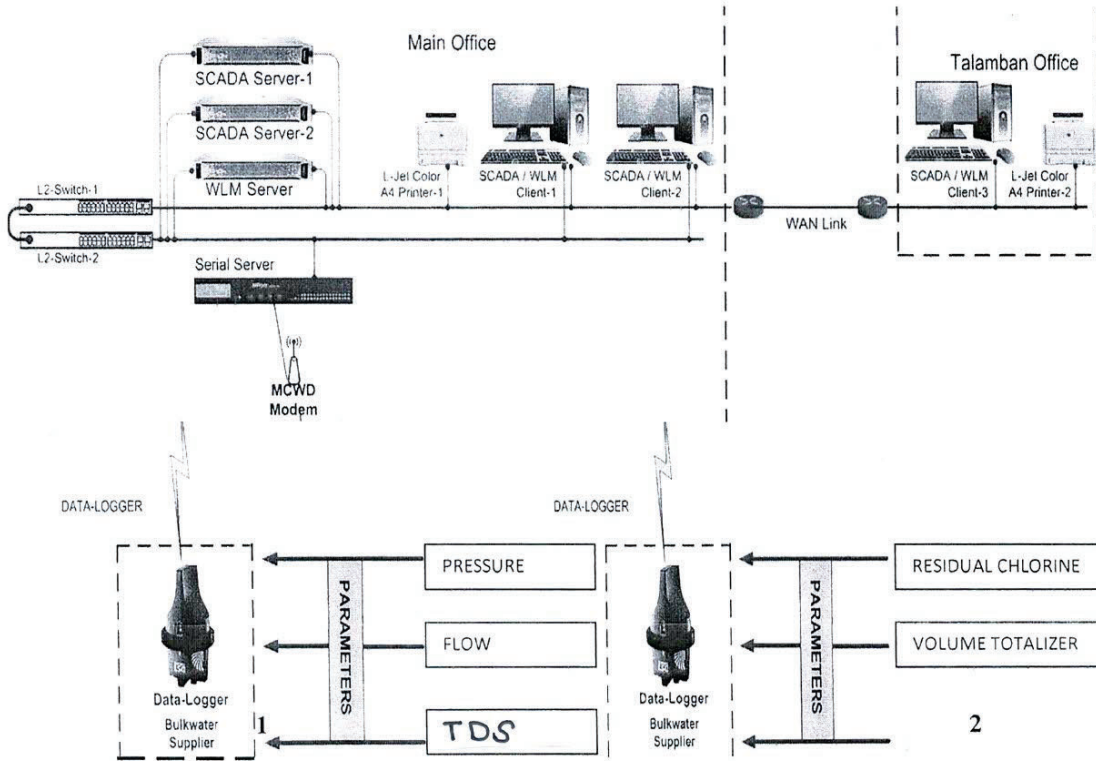 Main Office
Talamban Office
SCADA Server-1
SCADA Server-2
WLM Server
L-Jet Color
A4 Printer-1
SCADA / WLM
Client-1
SCADA / WLM
Client-2
SCADA / WLM
Client-3
L-Jet Color
A4 Printer-2
L2-Switch-1
L2-Switch-2
WAN Link
Serial Server
MCWD
Modem
DATA-LOGGER
DATA-LOGGER
PRESSURE
FLOW
TDS
PARAMETERS
Data-Logger
Bulkwater
Supplier
1
RESIDUAL CHLORINE
VOLUME TOTALIZER
PARAMETERS
Data-Logger
Bulkwater
Supplier
2